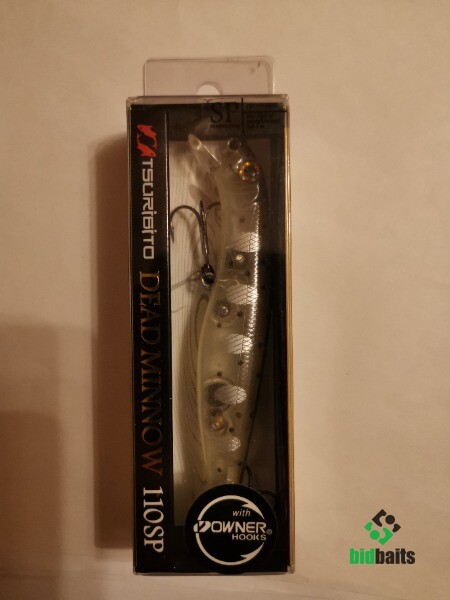 SP
TSURIBITO DEAD MINNOW 110SP
with
OWNER®
HOOKS
bidbaits